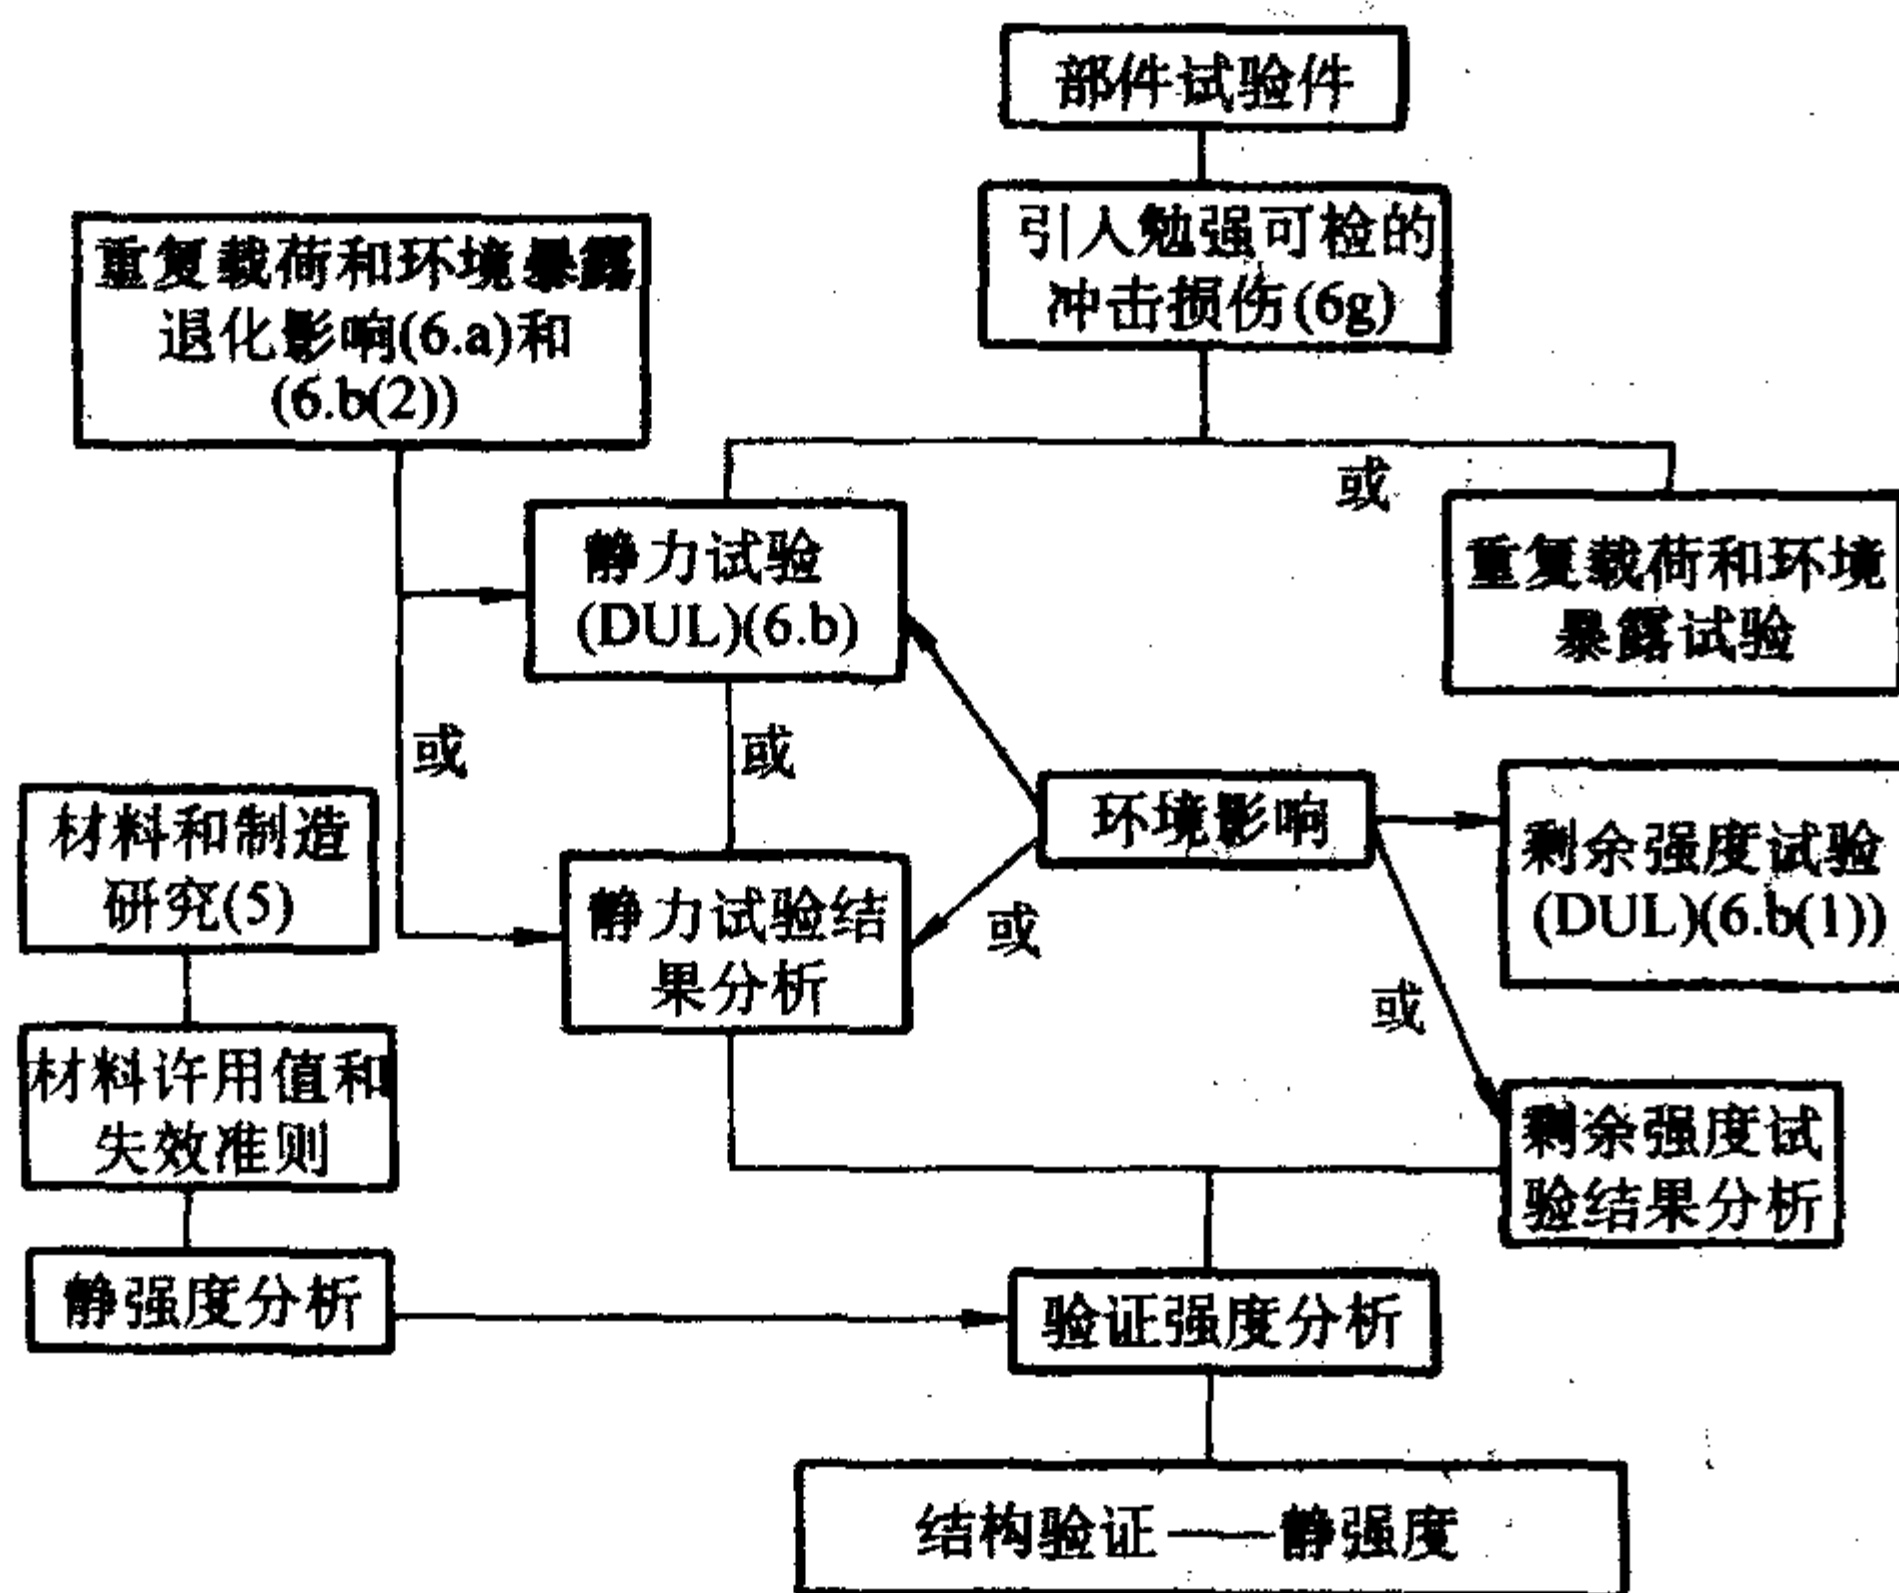 部件试验件
引入勉强可检的
冲击损伤(6g)
重复载荷和环境暴露
退化影响(6.a)和
(6.b(2))
或
静力试验
(DUL)(6.b)
重复载荷和环境
暴露试验
或
或
环境影响
剩余强度试验
(DUL)(6.b(1))
材料和制造
研究(5)
静力试验结
果分析
或
或
材料许用值和
失效准则
剩余强度试
验结果分析
静强度分析
验证强度分析
结构验证——静强度